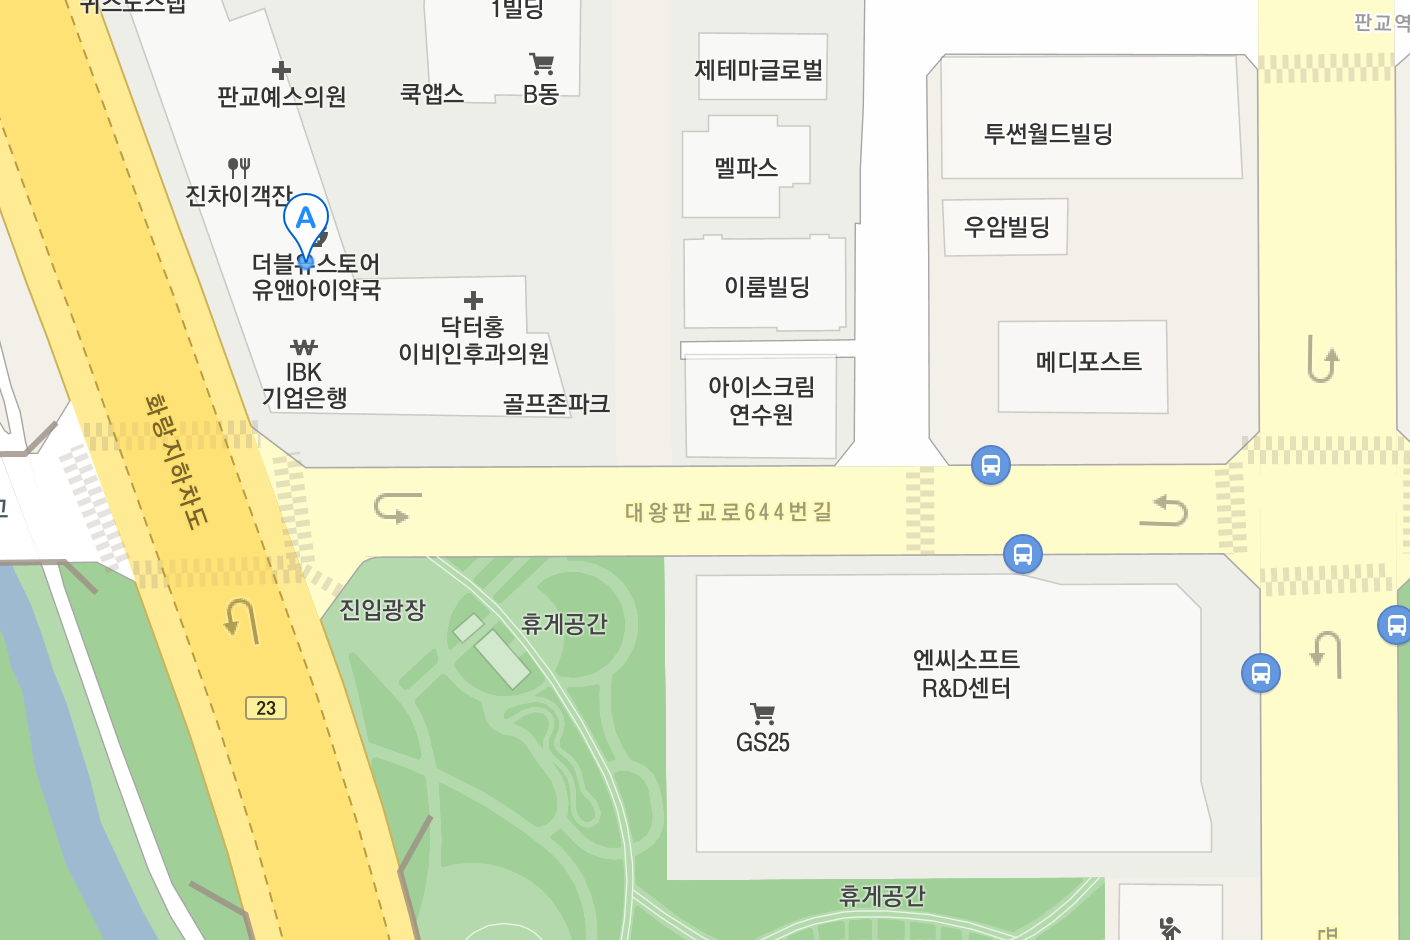 퀴즈토스랩
1빌딩
판교역
제테마글로벌
판교예스의원
쿡앱스
B동
투썬월드빌딩
멜파스
진차이객잔
A
우암빌딩
더블유스토어
유앤아이약국
이룸빌딩
닥터홍
이비인후과의원
메디포스트
IBK
기업은행
아이스크림
연수원
골프존파크
화랑지하차도
대왕판교로644번길
진입광장
휴게공간
엔씨소프트
R&D센터
23
GS25
휴게공간